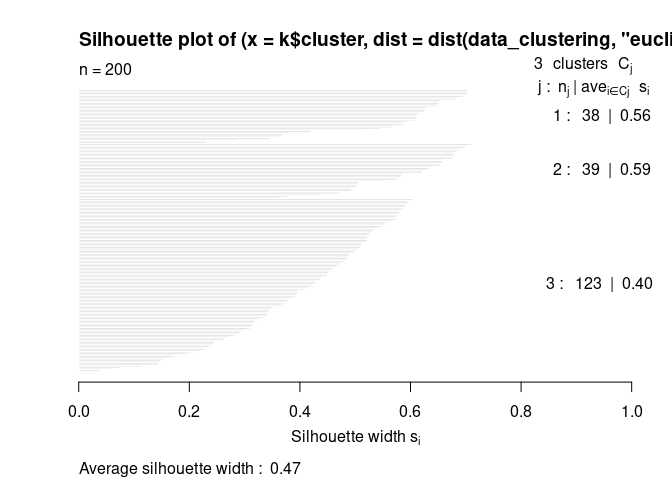 Silhouette plot of (x = k$cluster, dist = dist(data_clustering, "eucli
n = 200
3 clusters Cj
j : nj | avei∈Cj si
1 : 38 | 0.56
2 : 39 | 0.59
3 : 123 | 0.40
0.0 0.2 0.4 0.6 0.8 1.0
Silhouette width si
Average silhouette width : 0.47